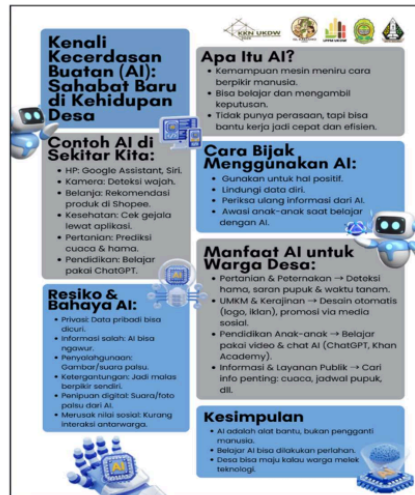 KKN UKDW
Kenali
Kecerdasan
Buatan (AI):
Sahabat Baru
di Kehidupan
Desa
Apa Itu AI?
• Kemampuan mesin meniru cara
berpikir manusia.
• Bisa belajar dan mengambil
keputusan.
• Tidak punya perasaan, tapi bisa
bantu kerja jadi cepat dan efisien.
Contoh AI di
Sekitar Kita:
• HP: Google Assistant, Siri.
• Kamera: Deteksi wajah.
• Belanja: Rekomendasi
produk di Shopee.
• Kesehatan: Cek gejala
lewat aplikasi.
• Pertanian: Prediksi
cuaca & hama.
• Pendidikan: Belajar
pakai ChatGPT.
Cara Bijak
Menggunakan AI:
• Gunakan untuk hal positif.
• Lindungi data diri.
• Periksa ulang informasi dari AI.
• Awasi anak-anak saat belajar
dengan AI.
Manfaat AI untuk
Warga Desa:
• Pertanian & Peternakan → Deteksi
hama, saran pupuk & waktu tanam.
• UMKM & Kerajinan → Desain otomatis
(logo, iklan), promosi via media
sosial.
• Pendidikan Anak-anak → Belajar
pakai video & chat AI (ChatGPT, Khan
Academy).
• Informasi & Layanan Publik → Cari
info penting: cuaca, jadwal pupuk,
dll.
Resiko &
Bahaya AI:
• Privasi: Data pribadi bisa
dicuri.
• Informasi salah: AI bisa
ngawur.
• Penyalahgunaan:
Gambar/suara palsu.
• Ketergantungan: Jadi malas
berpikir sendiri.
• Penipuan digital: Suara/foto
palsu dari AI.
• Merusak nilai sosial: Kurang
interaksi antarwarga.
AI
AI
Kesimpulan
• AI adalah alat bantu, bukan pengganti
manusia.
• Belajar AI bisa dilakukan perlahan.
• Desa bisa maju kalau warga melek
teknologi.